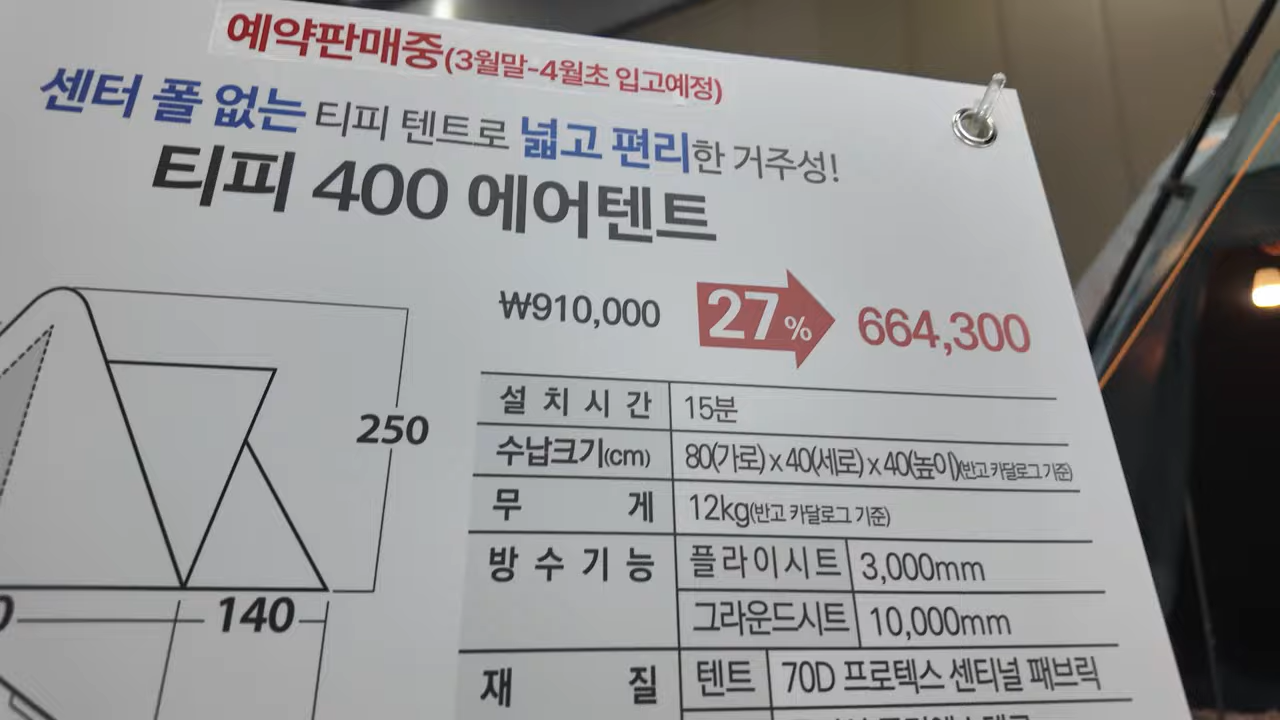 예약판매중(3월말-4월초 입고예정)
센터 폴 없는 티피 텐트로 넓고 편리한 거주성!
티피 400 에어텐트
₩910,000 27% 664,300
250
140
설치시간 15분
수납크기(cm) 80(가로) x 40(세로) x 40(높이)(반고 카달로그 기준)
무게 12kg(반고 카달로그 기준)
방수기능 플라이시트 3,000mm
그라운드시트 10,000mm
재질 텐트 70D 프로텍스 센티널 패브릭